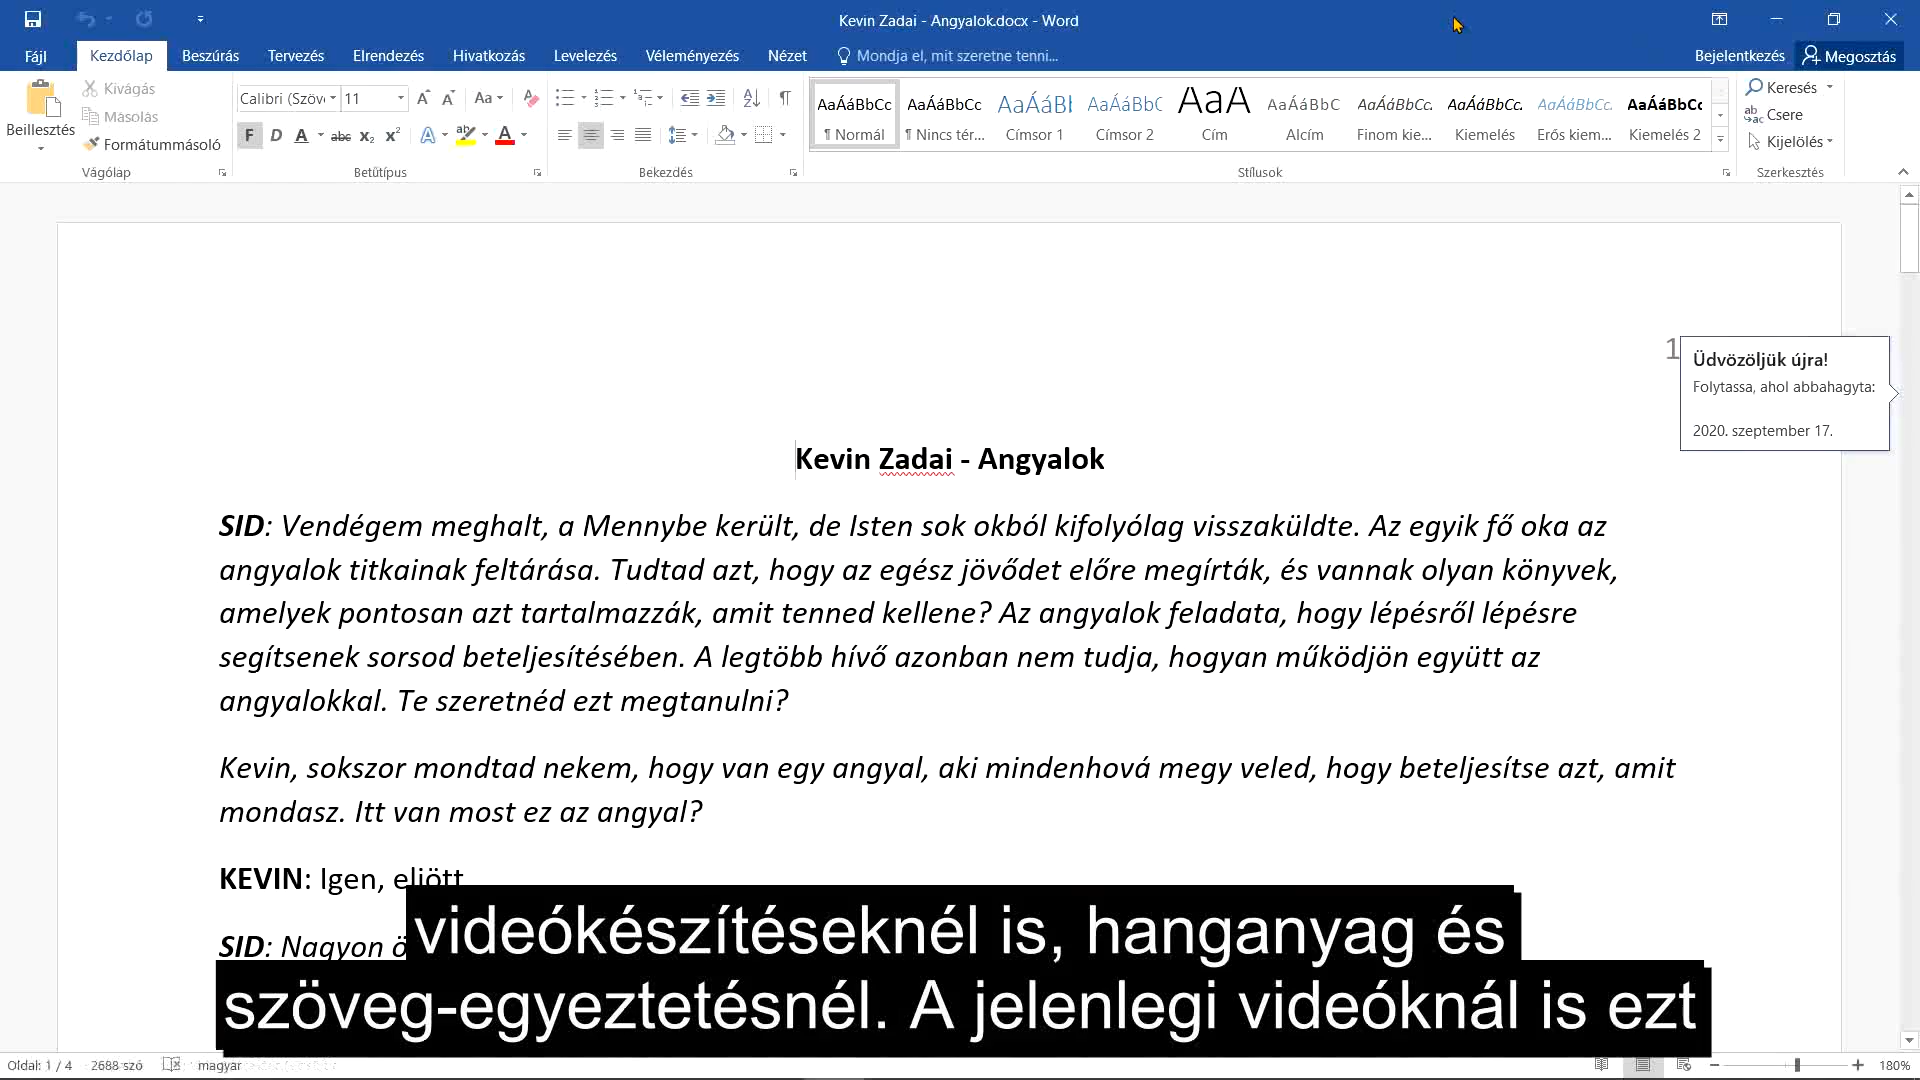 Kevin Zadai - Angyalok.docx - Word
Fájl Kezdőlap Beszúrás Tervezés Elrendezés Hivatkozás Levelezés Véleményezés Nézet Mondja el, mit szeretne tenni... Bejelentkezés Megosztás
Beillesztés
Kivágás
Másolás
Formátummásoló
Vágólap
Calibri (Szöv 11 Aa
F D A abc x₂ x² A ab A
Betűtípus
Bekezdés
AaÁáBbCc AaÁáBbCc AaÁáBl AaÁáBbC AaA AaÁáBbC AaÁáBbCc. AaÁáBbCc. AaÁáBbCc. AaÁáBbCc
¶ Normál ¶ Nincs tér... Címsor 1 Címsor 2 Cím Alcím Finom kie... Kiemelés Erős kiem... Kiemelés 2
Stílusok
Keresés
Csere
Kijelölés
Szerkesztés
1
Üdvözöljük újra!
Folytassa, ahol abbahagyta:
2020. szeptember 17.
Kevin Zadai - Angyalok
SID: Vendégem meghalt, a Mennybe került, de Isten sok okból kifolyólag visszaküldte. Az egyik fő oka az
angyalok titkainak feltárása. Tudtad azt, hogy az egész jövődet előre megírták, és vannak olyan könyvek,
amelyek pontosan azt tartalmazzák, amit tenned kellene? Az angyalok feladata, hogy lépésről lépésre
segítsenek sorsod beteljesítésében. A legtöbb hívő azonban nem tudja, hogyan működjön együtt az
angyalokkal. Te szeretnéd ezt megtanulni?
Kevin, sokszor mondtad nekem, hogy van egy angyal, aki mindenhová megy veled, hogy beteljesítse azt, amit
mondasz. Itt van most ez az angyal?
KEVIN: Igen, eljött
SID: Nagyon
videókészítéseknél is, hanganyag és
szöveg-egyeztetésnél. A jelenlegi videóknál is ezt
Oldal: 1 / 4 2688 szó magyar 180%